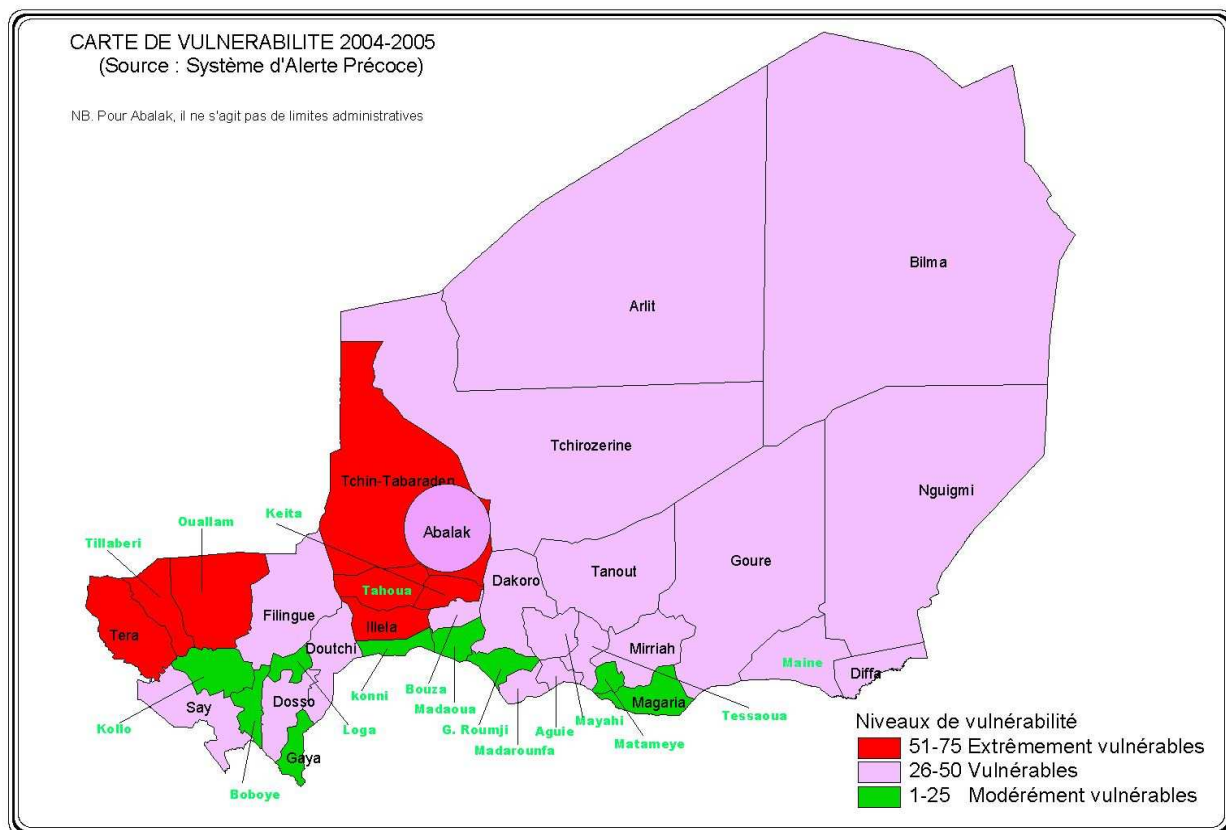 CARTE DE VULNERABILITE 2004-2005
(Source : Système d'Alerte Précoce)
NB. Pour Abalak, il ne s'agit pas de limites administratives
Bilma
Arlit
Tchirozerine
Tchin-Tabaraden
Nguigmi
Keita
Ouallam
Abalak
Tillaberi
Goure
Tanout
Dakoro
Tahoua
Filingue
Illela
Tera
Doutchi
Mirriah
Maine
Diffa
konni
Bouza
Madaoua
Magaria
Dosso
Say
Kollo
Loga
G. Roumji
Mayahi
Tessaoua
Aguie
Matameye
Madarounfa
Gaya
Boboye
Niveaux de vulnérabilité
51-75 Extrêmement vulnérables
26-50 Vulnérables
1-25 Modérément vulnérables